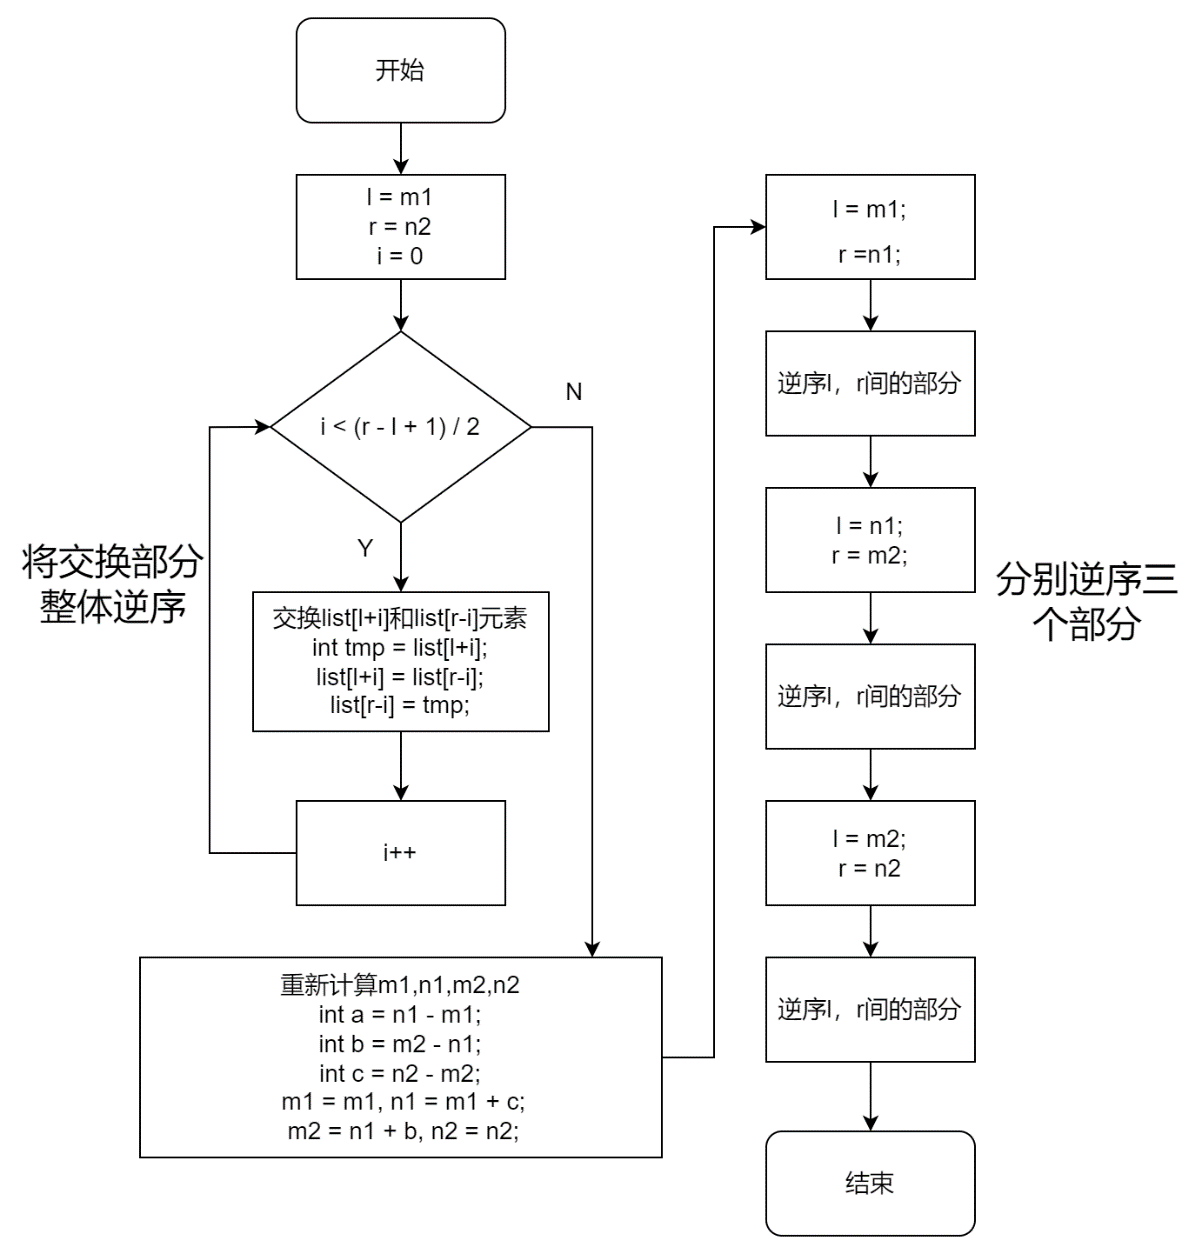 开始
l = m1
r = n2
i = 0
i < (r - l + 1) / 2
N
Y
将交换部分
整体逆序
交换list[l+i]和list[r-i]元素
int tmp = list[l+i];
list[l+i] = list[r-i];
list[r-i] = tmp;
i++
重新计算m1,n1,m2,n2
int a = n1 - m1;
int b = m2 - n1;
int c = n2 - m2;
m1 = m1, n1 = m1 + c;
m2 = n1 + b, n2 = n2;
l = m1;
r =n1;
逆序l，r间的部分
l = n1;
r = m2;
分别逆序三
个部分
逆序l，r间的部分
l = m2;
r = n2
逆序l，r间的部分
结束